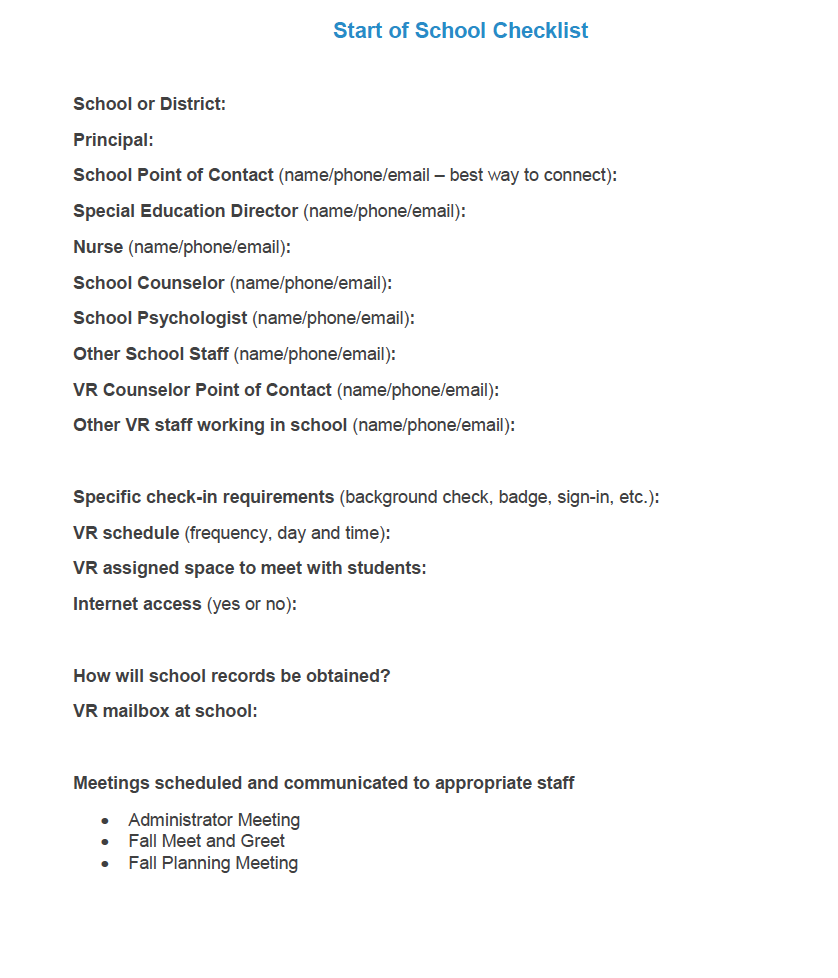 Start of School Checklist
School or District:
Principal:
School Point of Contact (name/phone/email – best way to connect):
Special Education Director (name/phone/email):
Nurse (name/phone/email):
School Counselor (name/phone/email):
School Psychologist (name/phone/email):
Other School Staff (name/phone/email):
VR Counselor Point of Contact (name/phone/email):
Other VR staff working in school (name/phone/email):
Specific check-in requirements (background check, badge, sign-in, etc.):
VR schedule (frequency, day and time):
VR assigned space to meet with students:
Internet access (yes or no):
How will school records be obtained?
VR mailbox at school:
Meetings scheduled and communicated to appropriate staff
• Administrator Meeting
• Fall Meet and Greet
• Fall Planning Meeting